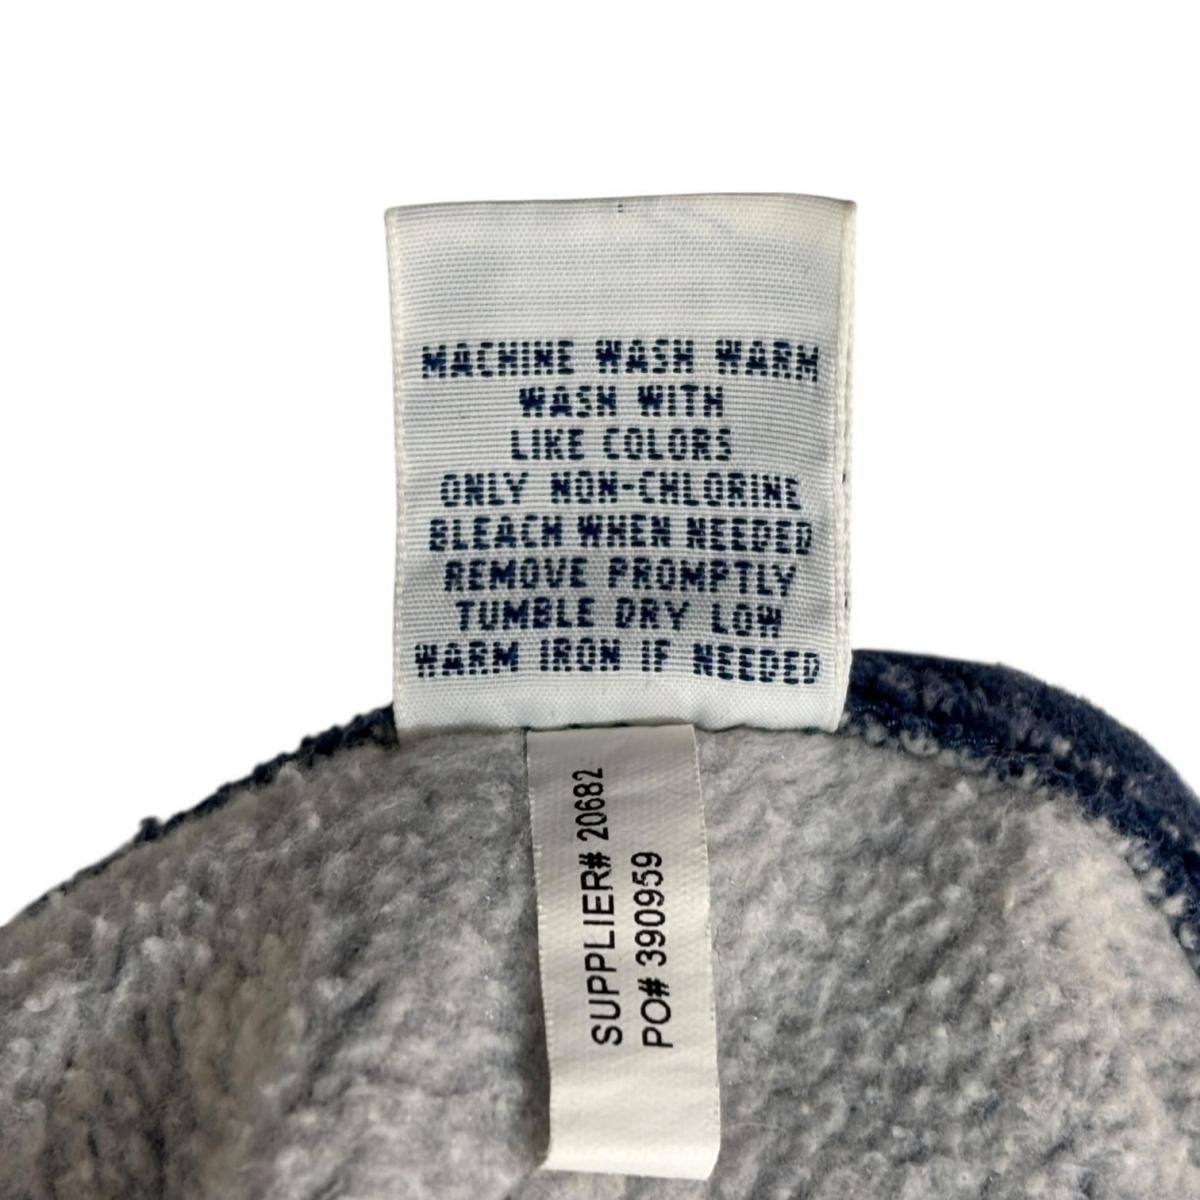 MACHINE WASH WARM
WASH WITH
LIKE COLORS
ONLY NON-CHLORINE
BLEACH WHEN NEEDED
REMOVE PROMPTLY
TUMBLE DRY LOW
WARM IRON IF NEEDED
SUPPLIER# 20682
PO# 390959